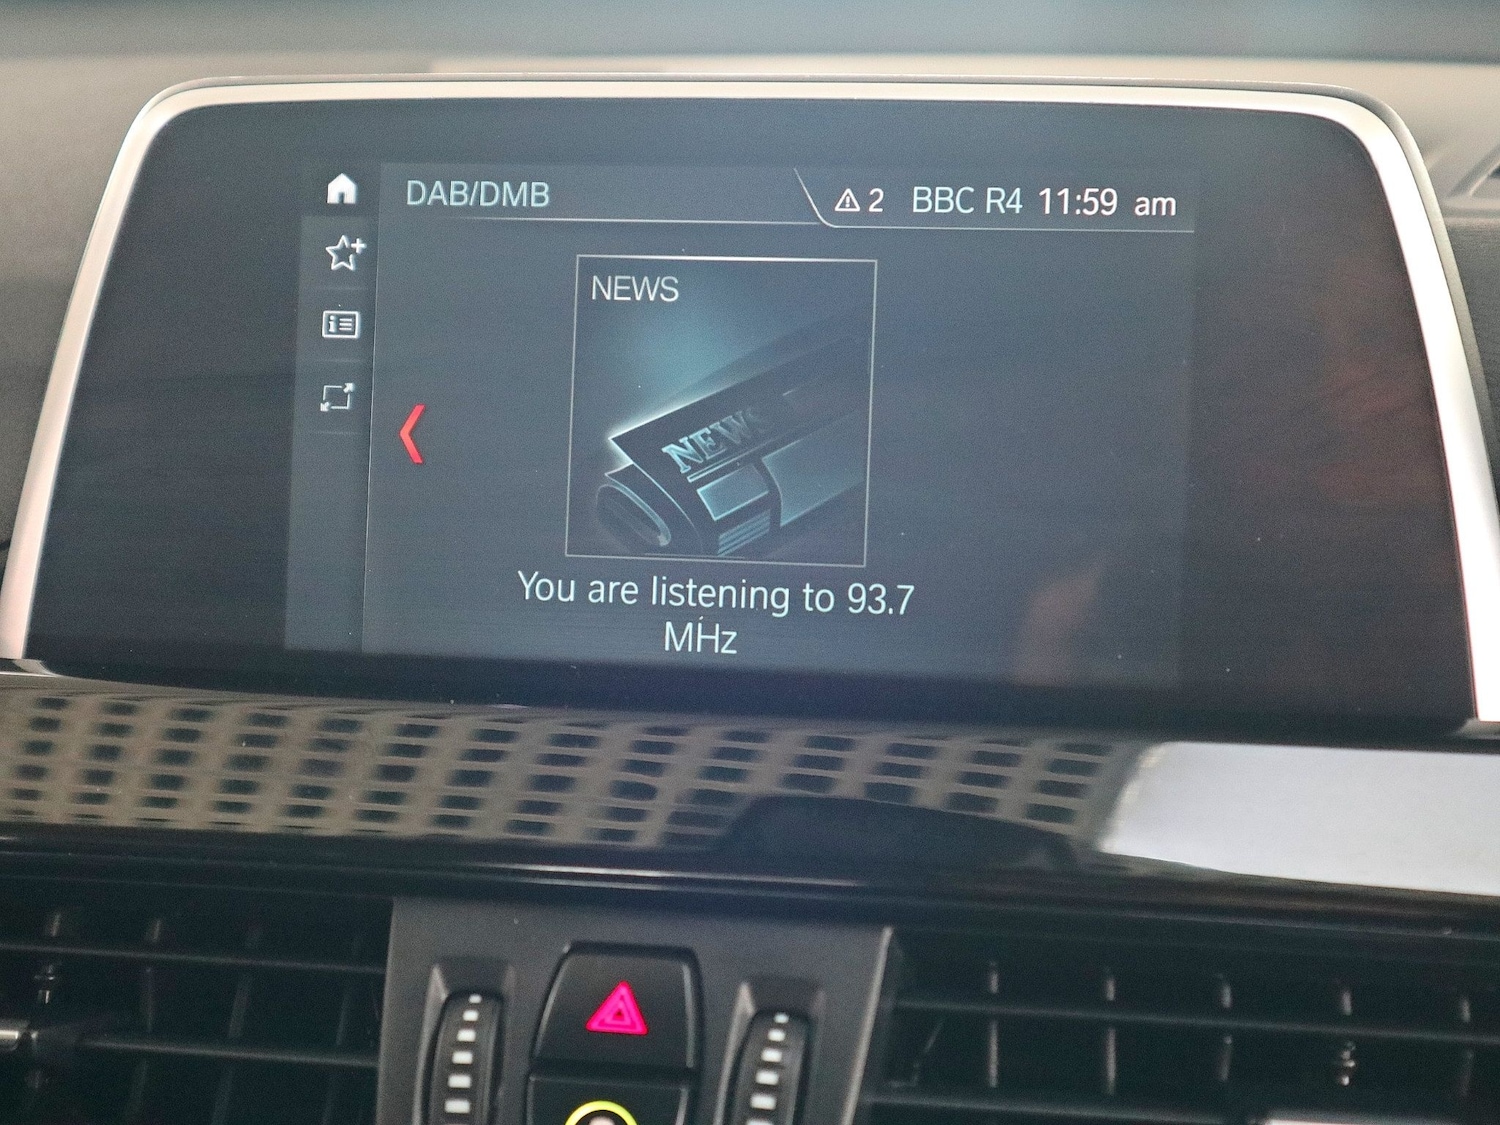 DAB/DMB
2 BBC R4 11:59 am
NEWS
NEWS
You are listening to 93.7
MHz